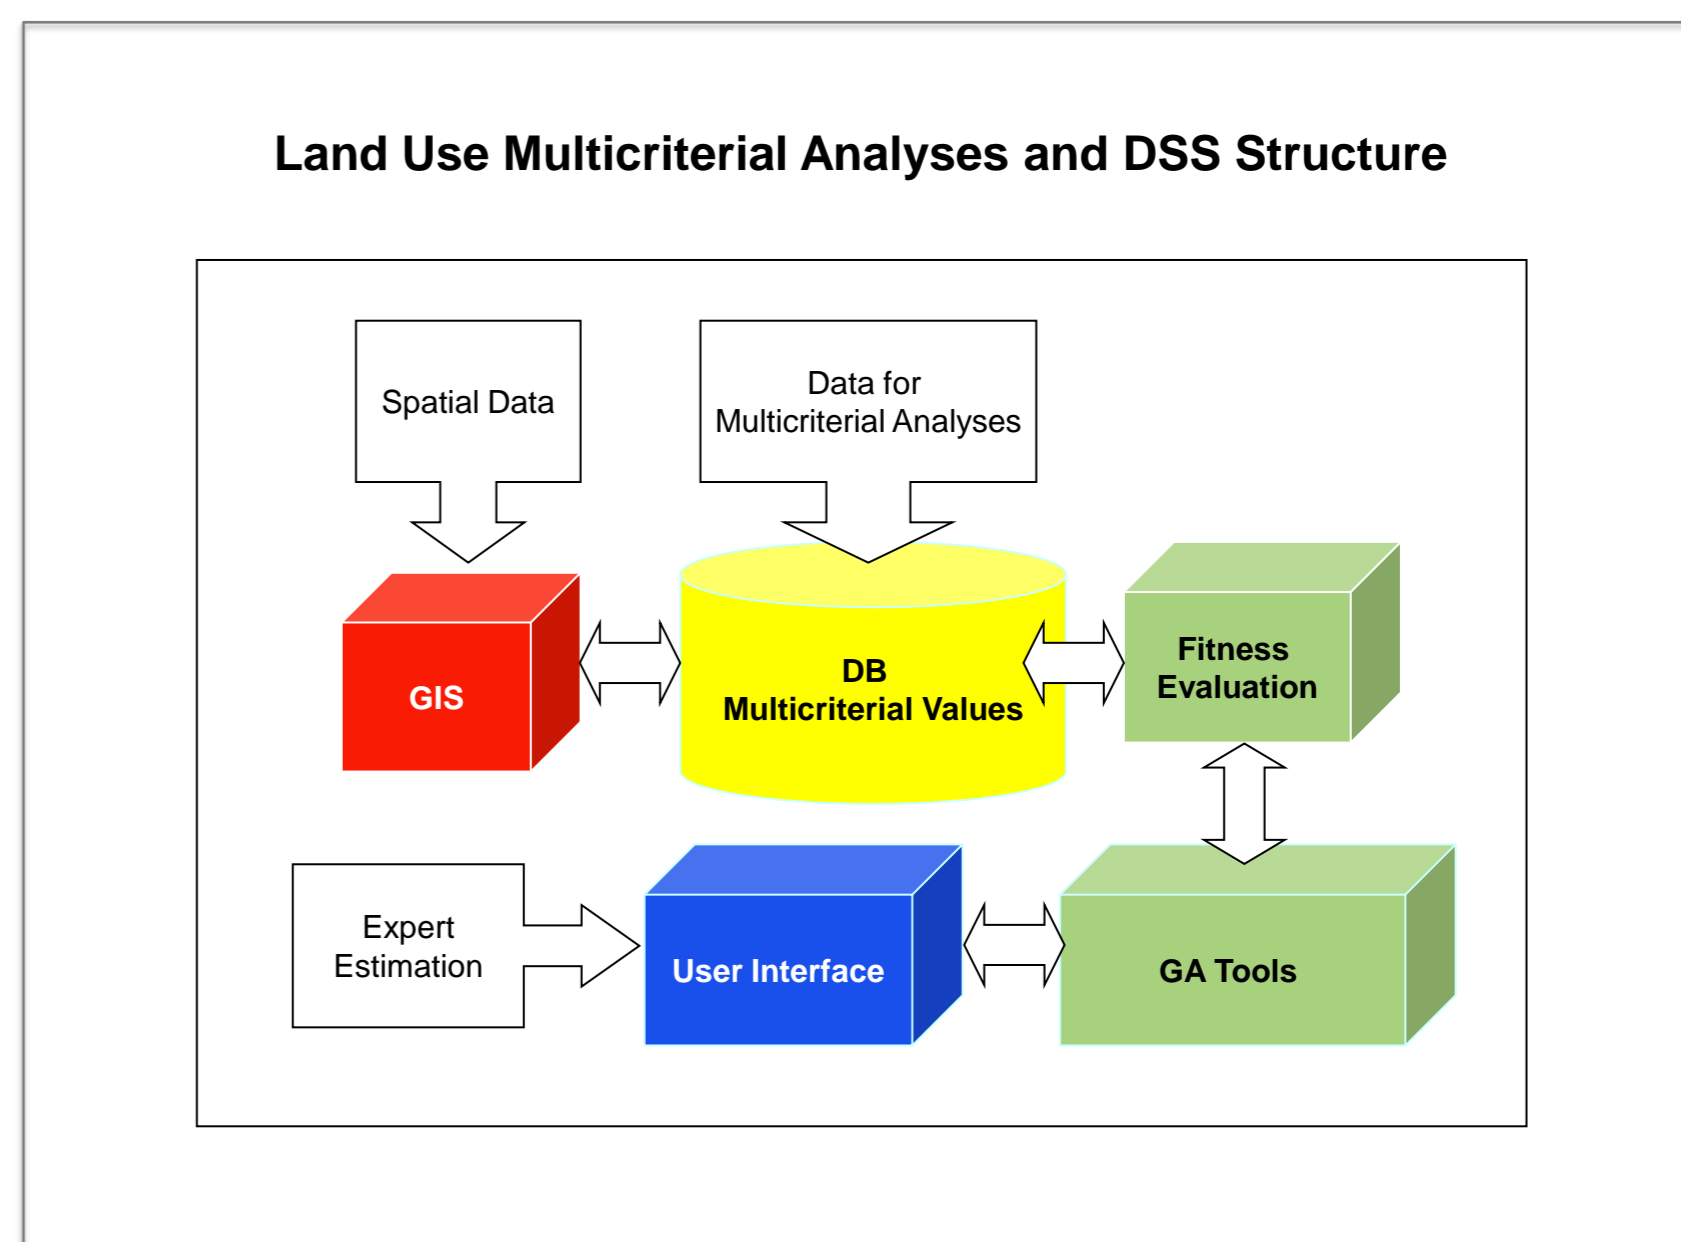 Land Use Multicriterial Analyses and DSS Structure
Spatial Data
Data for
Multicriterial Analyses
GIS
DB
Multicriterial Values
Fitness
Evaluation
Expert
Estimation
User Interface
GA Tools